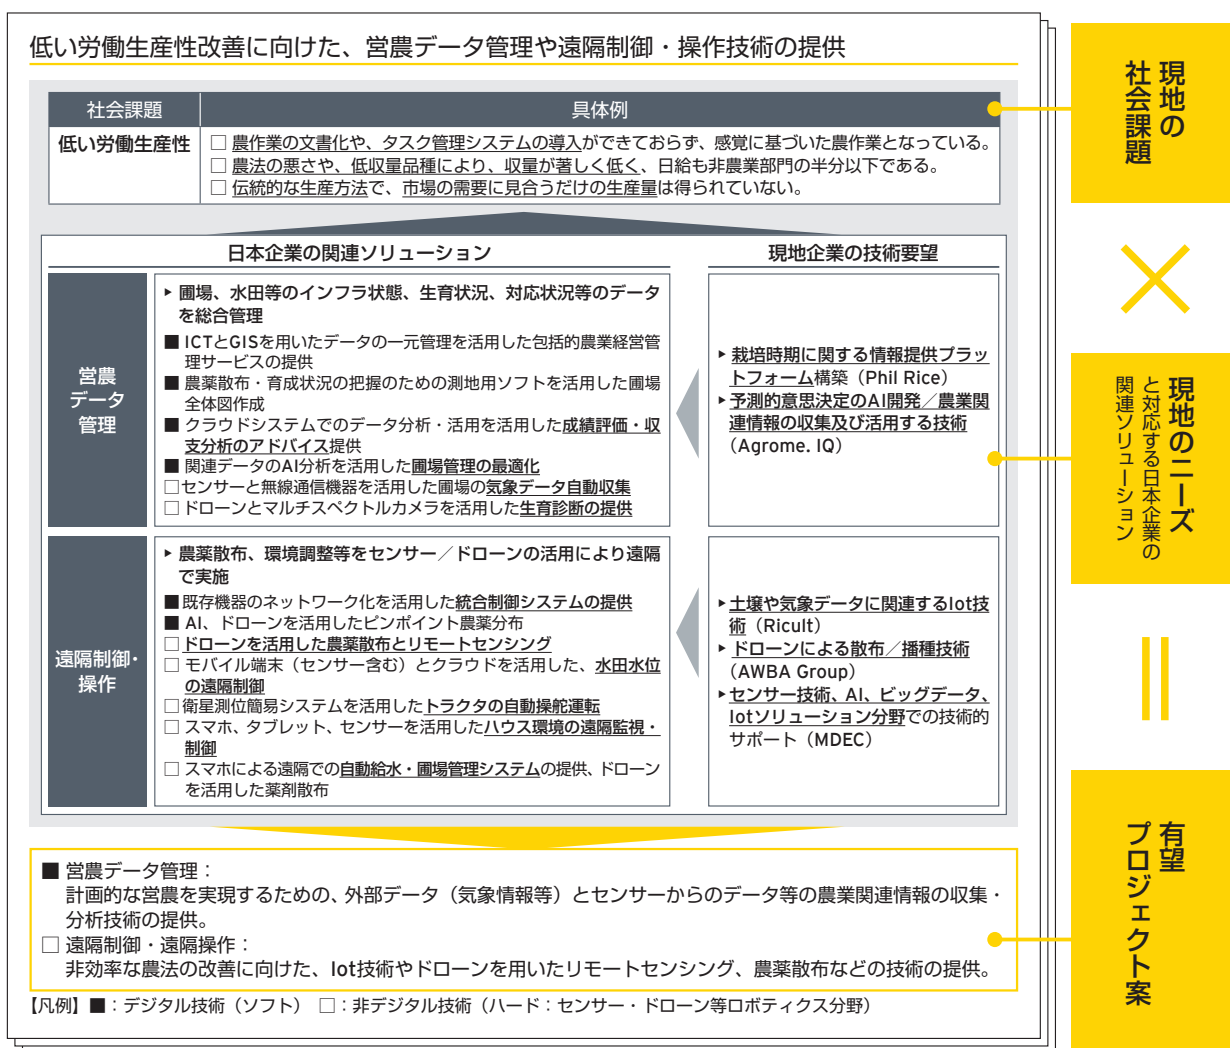 低い労働生産性改善に向けた、営農データ管理や遠隔制御・操作技術の提供
社会課題
具体例
低い労働生産性
□ 農作業の文書化や、タスク管理システムの導入ができておらず、感覚に基づいた農作業となっている。
□ 農法の悪さや、低収量品種により、収量が著しく低く、日給も非農業部門の半分以下である。
□ 伝統的な生産方法で、市場の需要に見合うだけの生産量は得られていない。
日本企業の関連ソリューション
現地企業の技術要望
営農
データ
管理
▶ 圃場、水田等のインフラ状態、生育状況、対応状況等のデータ
を総合管理
■ ICTとGISを用いたデータの一元管理を活用した包括的農業経営管
理サービスの提供
■ 農薬散布・育成状況の把握のための測地用ソフトを活用した圃場
全体図作成
■ クラウドシステムでのデータ分析・活用を活用した成績評価・収
支分析のアドバイス提供
■ 関連データのAI分析を活用した圃場管理の最適化
□センサーと無線通信機器を活用した圃場の気象データ自動収集
□ ドローンとマルチスペクトルカメラを活用した生育診断の提供
▶ 栽培時期に関する情報提供プラッ
トフォーム構築（Phil Rice）
▶ 予測的意思決定のAI開発／農業関
連情報の収集及び活用する技術
（Agrome. IQ）
遠隔制御・
操作
▶ 農薬散布、環境調整等をセンサー／ドローンの活用により遠隔
で実施
■ 既存機器のネットワーク化を活用した統合制御システムの提供
■ AI、ドローンを活用したピンポイント農薬分布
□ ドローンを活用した農薬散布とリモートセンシング
□ モバイル端末（センサー含む）とクラウドを活用した、水田水位
の遠隔制御
□ 衛星測位簡易システムを活用したトラクタの自動操舵運転
□ スマホ、タブレット、センサーを活用したハウス環境の遠隔監視・
制御
□ スマホによる遠隔での自動給水・圃場管理システムの提供、ドローン
を活用した薬剤散布
▶ 土壌や気象データに関連するIot技
術（Ricult）
▶ ドローンによる散布／播種技術
（AWBA Group）
▶ センサー技術、AI、ビッグデータ、
Iotソリューション分野での技術的
サポート（MDEC）
■ 営農データ管理：
計画的な営農を実現するための、外部データ（気象情報等）とセンサーからのデータ等の農業関連情報の収集・
分析技術の提供。
□ 遠隔制御・遠隔操作：
非効率な農法の改善に向けた、Iot技術やドローンを用いたリモートセンシング、農薬散布などの技術の提供。
【凡例】■：デジタル技術（ソフト） □：非デジタル技術（ハード：センサー・ドローン等ロボティクス分野）
現地の
社会課題
×
現地のニーズ
と対応する日本企業の
関連ソリューション
＝
有望
プロジェクト案